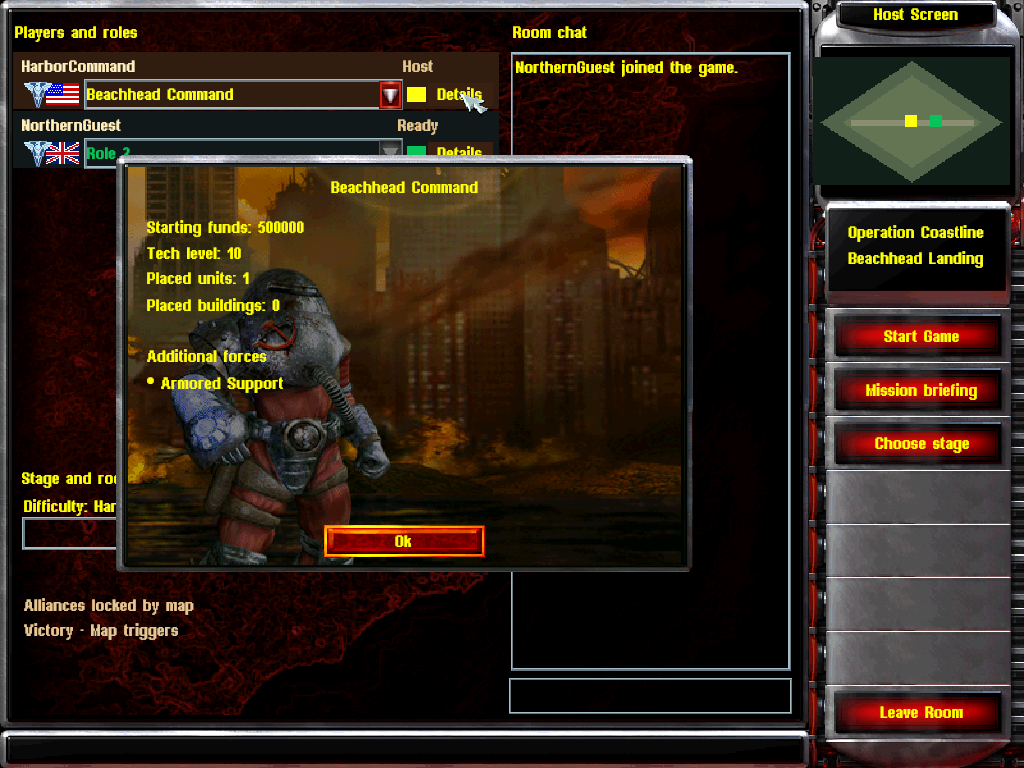 Host Screen
Players and roles
Room chat
HarborCommand
Host
NorthernGuest joined the game.
Beachhead Command
Details
NorthernGuest
Ready
Role 2
Details
Beachhead Command
Starting funds: 500000
Tech level: 10
Placed units: 1
Placed buildings: 0
Additional forces
• Armored Support
Ok
Operation Coastline
Beachhead Landing
Start Game
Mission briefing
Choose stage
Stage and
Difficulty:
Alliances locked by map
Victory - Map triggers
Leave Room